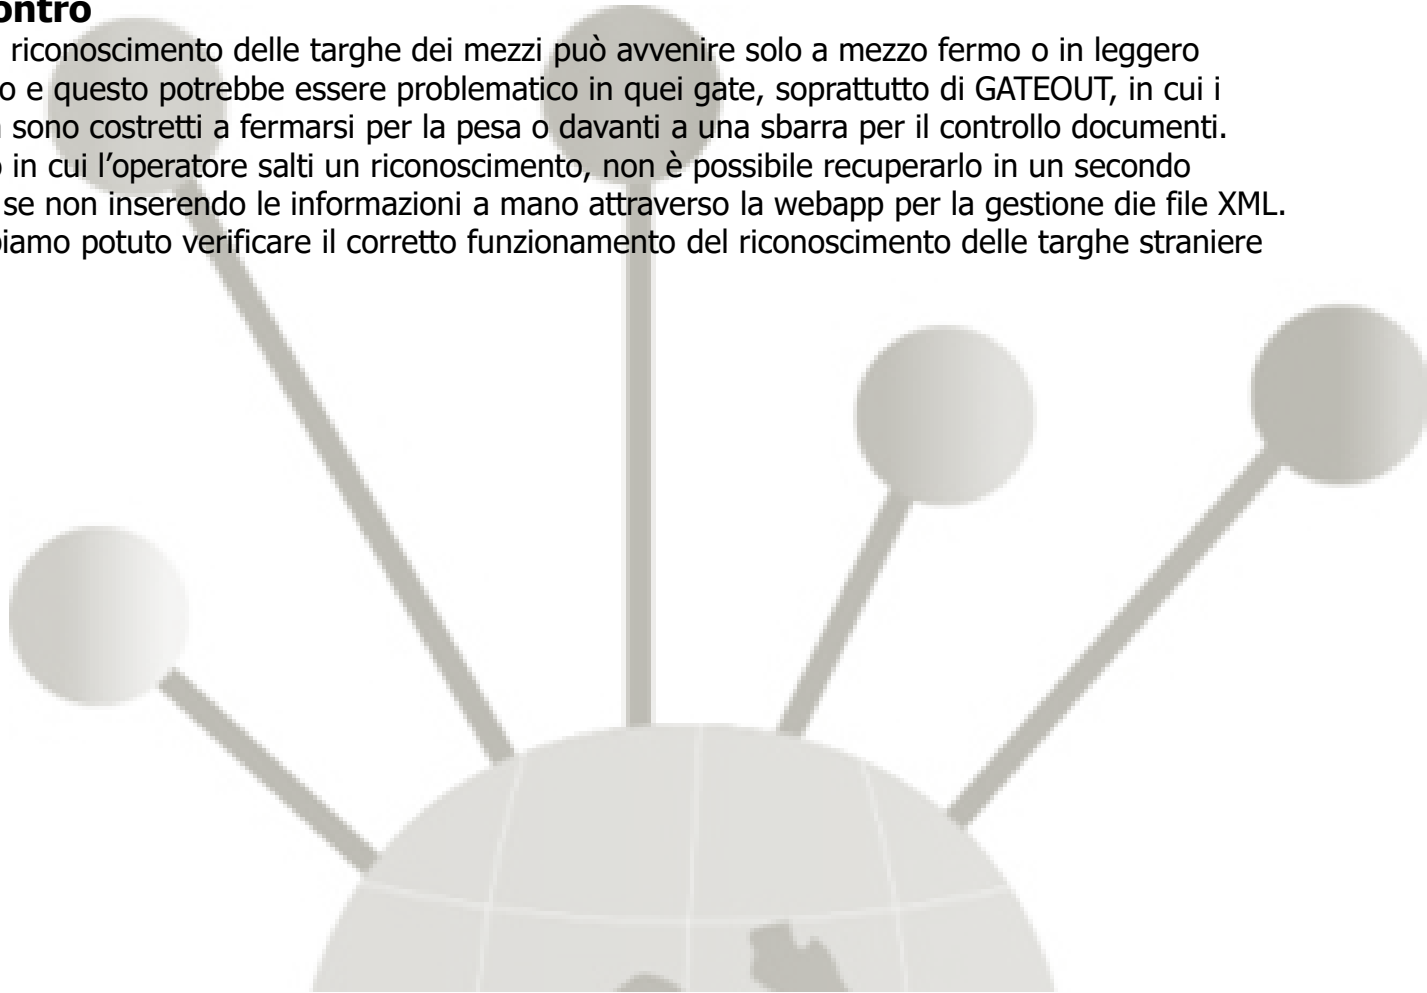 ontro
riconoscimento delle targhe dei mezzi può avvenire solo a mezzo fermo o in leggero
o e questo potrebbe essere problematico in quei gate, soprattutto di GATEOUT, in cui i
sono costretti a fermarsi per la pesa o davanti a una sbarra per il controllo documenti.
in cui l’operatore salti un riconoscimento, non è possibile recuperarlo in un secondo
se non inserendo le informazioni a mano attraverso la webapp per la gestione die file XML.
iamo potuto verificare il corretto funzionamento del riconoscimento delle targhe straniere